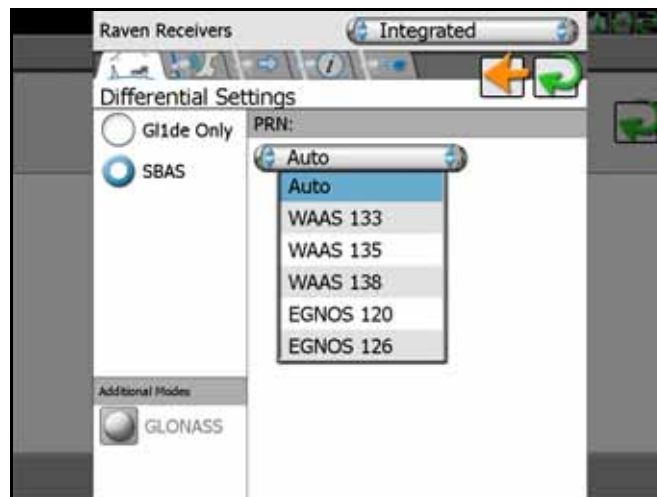 Raven Receivers
Integrated
Differential Settings
Gl1de Only
SBAS
PRN:
Auto
Auto
WAAS 133
WAAS 135
WAAS 138
EGNOS 120
EGNOS 126
Additional Modes
GLONASS